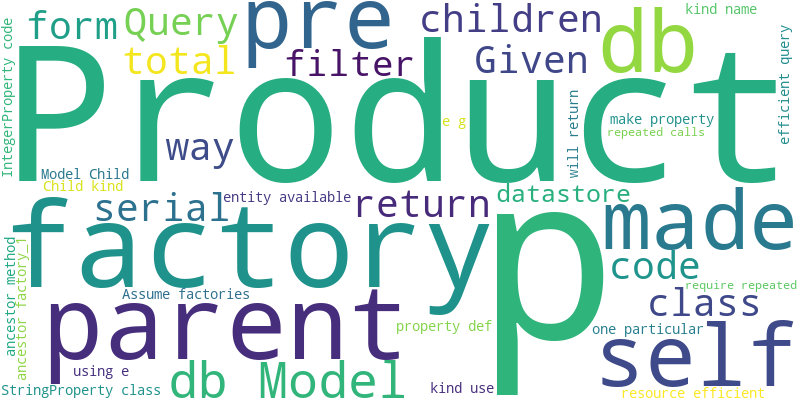 kind name
form
Query
pre
children
db
IntegerProperty code
total
filter
Given
efficient query
Product
e g
make property
repeated calls
will return
way
Model Child
Child kind
serial
entity available
return
datastore
made
factory
p
ancestor method
ancestor factory_1
code
require repeated
Assume factories
parent
class
property def
one particular
self
using e
StringProperty class
db Model
kind use
resource efficient